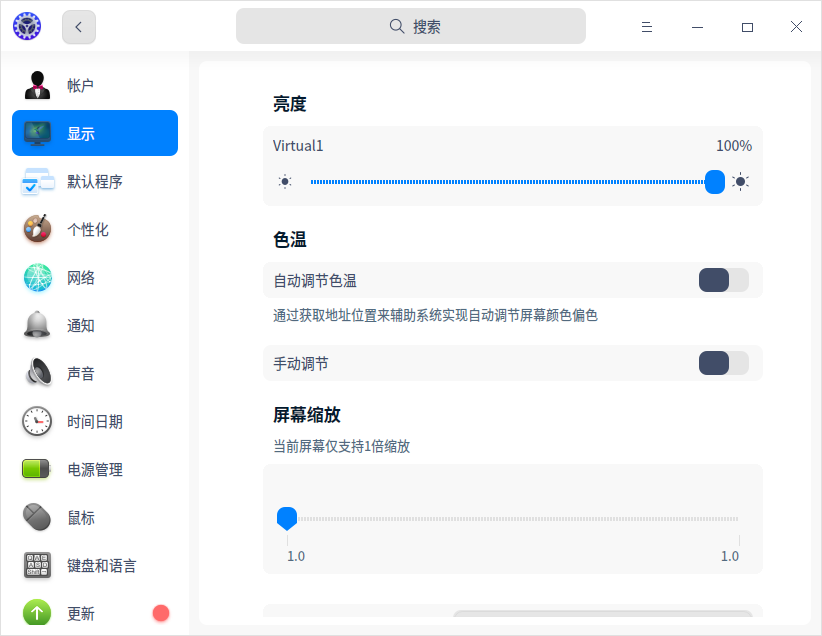 搜索
帐户
显示
默认程序
个性化
网络
通知
声音
时间日期
电源管理
鼠标
键盘和语言
更新
亮度
Virtual1 100%
色温
自动调节色温
通过获取地址位置来辅助系统实现自动调节屏幕颜色偏色
手动调节
屏幕缩放
当前屏幕仅支持1倍缩放
1.0 1.0